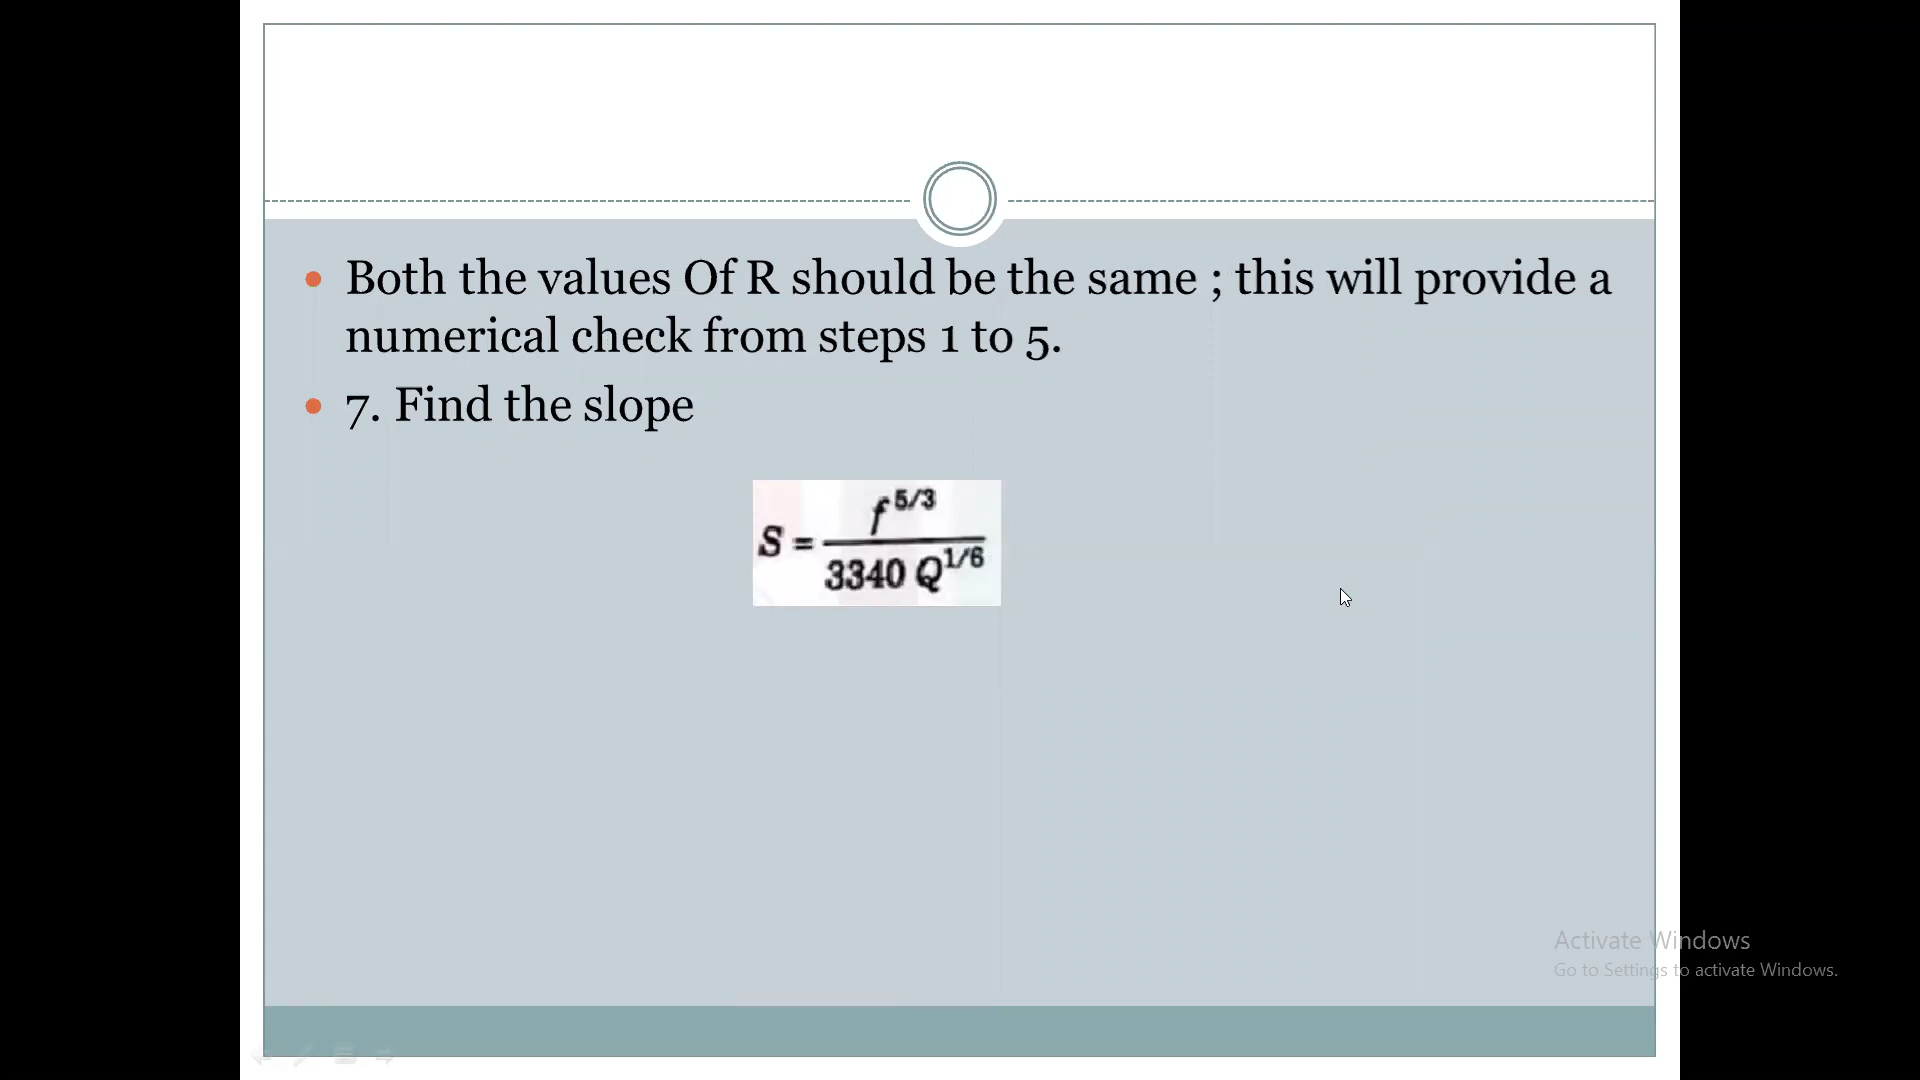 Both the values Of R should be the same ; this will provide a
numerical check from steps 1 to 5.
7. Find the slope
S = f^5/3 / 3340 Q^1/6
Activate Windows
Go to Settings to activate Windows.